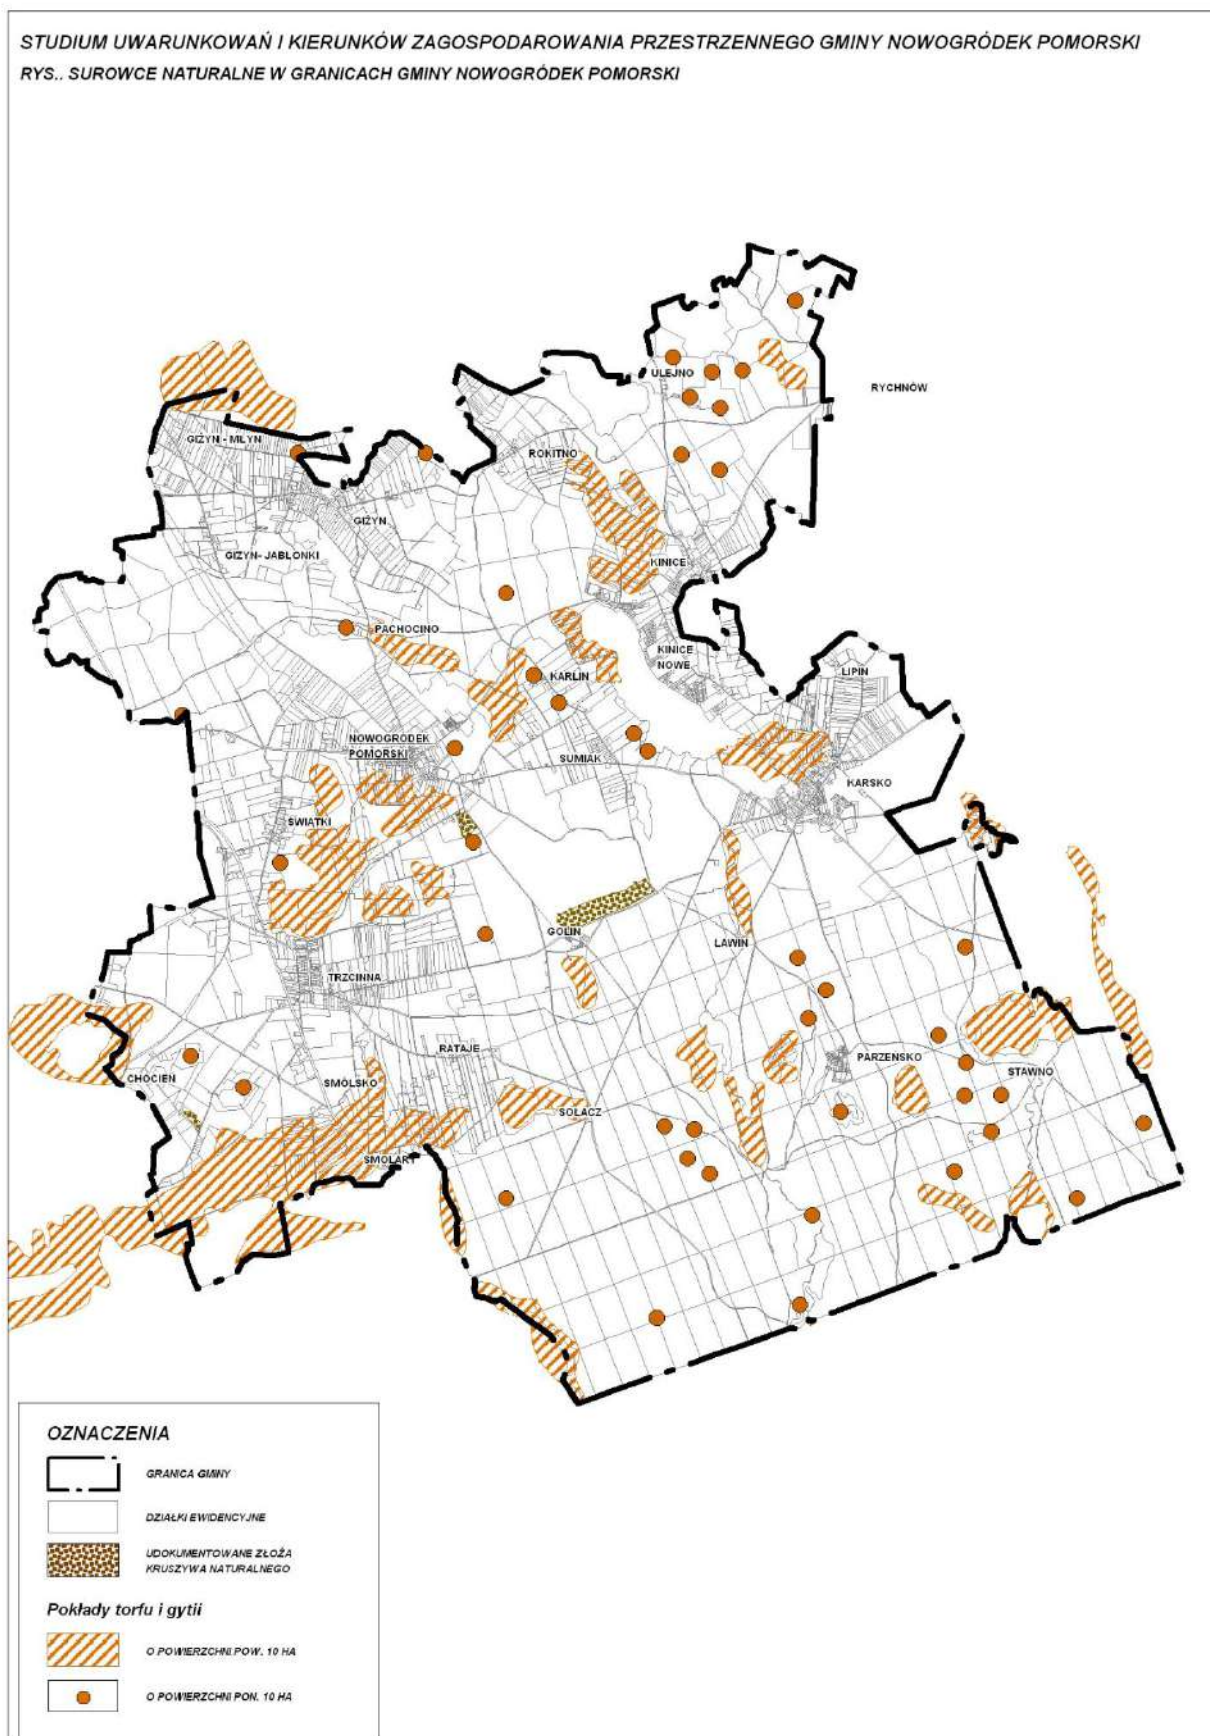 STUDIUM UWARUNKOWAŃ I KIERUNKÓW ZAGOSPODAROWANIA PRZESTRZENNEGO GMINY NOWOGRÓDEK POMORSKI
RYS.. SUROWCE NATURALNE W GRANICACH GMINY NOWOGRÓDEK POMORSKI
ULEJNO
RYCHNÓW
GIŻYN - MŁYN
ROKITNO
GIŻYN
GIŻYN- JABŁONKI
KINICE
PACHOCINO
KINICE
NOWE
KARLIN
LIPIN
NOWOGRÓDEK
POMORSKI
SUMIAK
KARSKO
ŚWIĄTKI
GOLIN
ŁAWIN
TRZCINNA
RATAJE
PARZEŃSKO
STAWNO
CHOCIEŃ
SMOLSKO
SOŁACZ
SMOLARY
OZNACZENIA
GRANICA GMINY
DZIAŁKI EWIDENCYJNE
UDOKUMENTOWANE ZŁOŻA
KRUSZYWA NATURALNEGO
Pokłady torfu i gytii
O POWIERZCHNI POW. 10 HA
O POWIERZCHNI PON. 10 HA